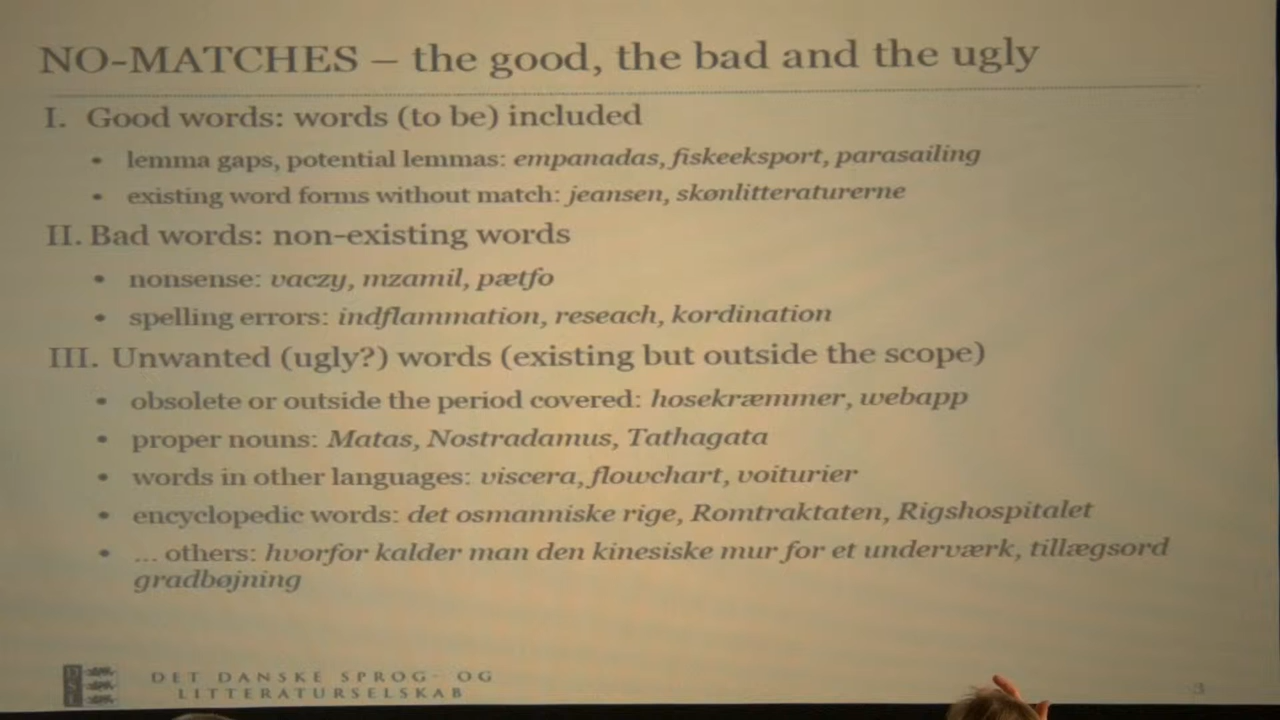 NO-MATCHES – the good, the bad and the ugly
I. Good words: words (to be) included
• lemma gaps, potential lemmas: empanadas, fiskeeksport, parasailing
• existing word forms without match: jeansen, skønlitteraturerne
II. Bad words: non-existing words
• nonsense: vaczy, mzamil, pætfo
• spelling errors: indflammation, reseach, kordination
III. Unwanted (ugly?) words (existing but outside the scope)
• obsolete or outside the period covered: hosekræmmer, webapp
• proper nouns: Matas, Nostradamus, Tathagata
• words in other languages: viscera, flowchart, voiturier
• encyclopedic words: det osmanniske rige, Romtraktaten, Rigshospitalet
• ... others: hvorfor kalder man den kinesiske mur for et underværk, tillægsord
gradbøjning
DSL
DET DANSKE SPROG- OG
LITTERATURSELSKAB
3